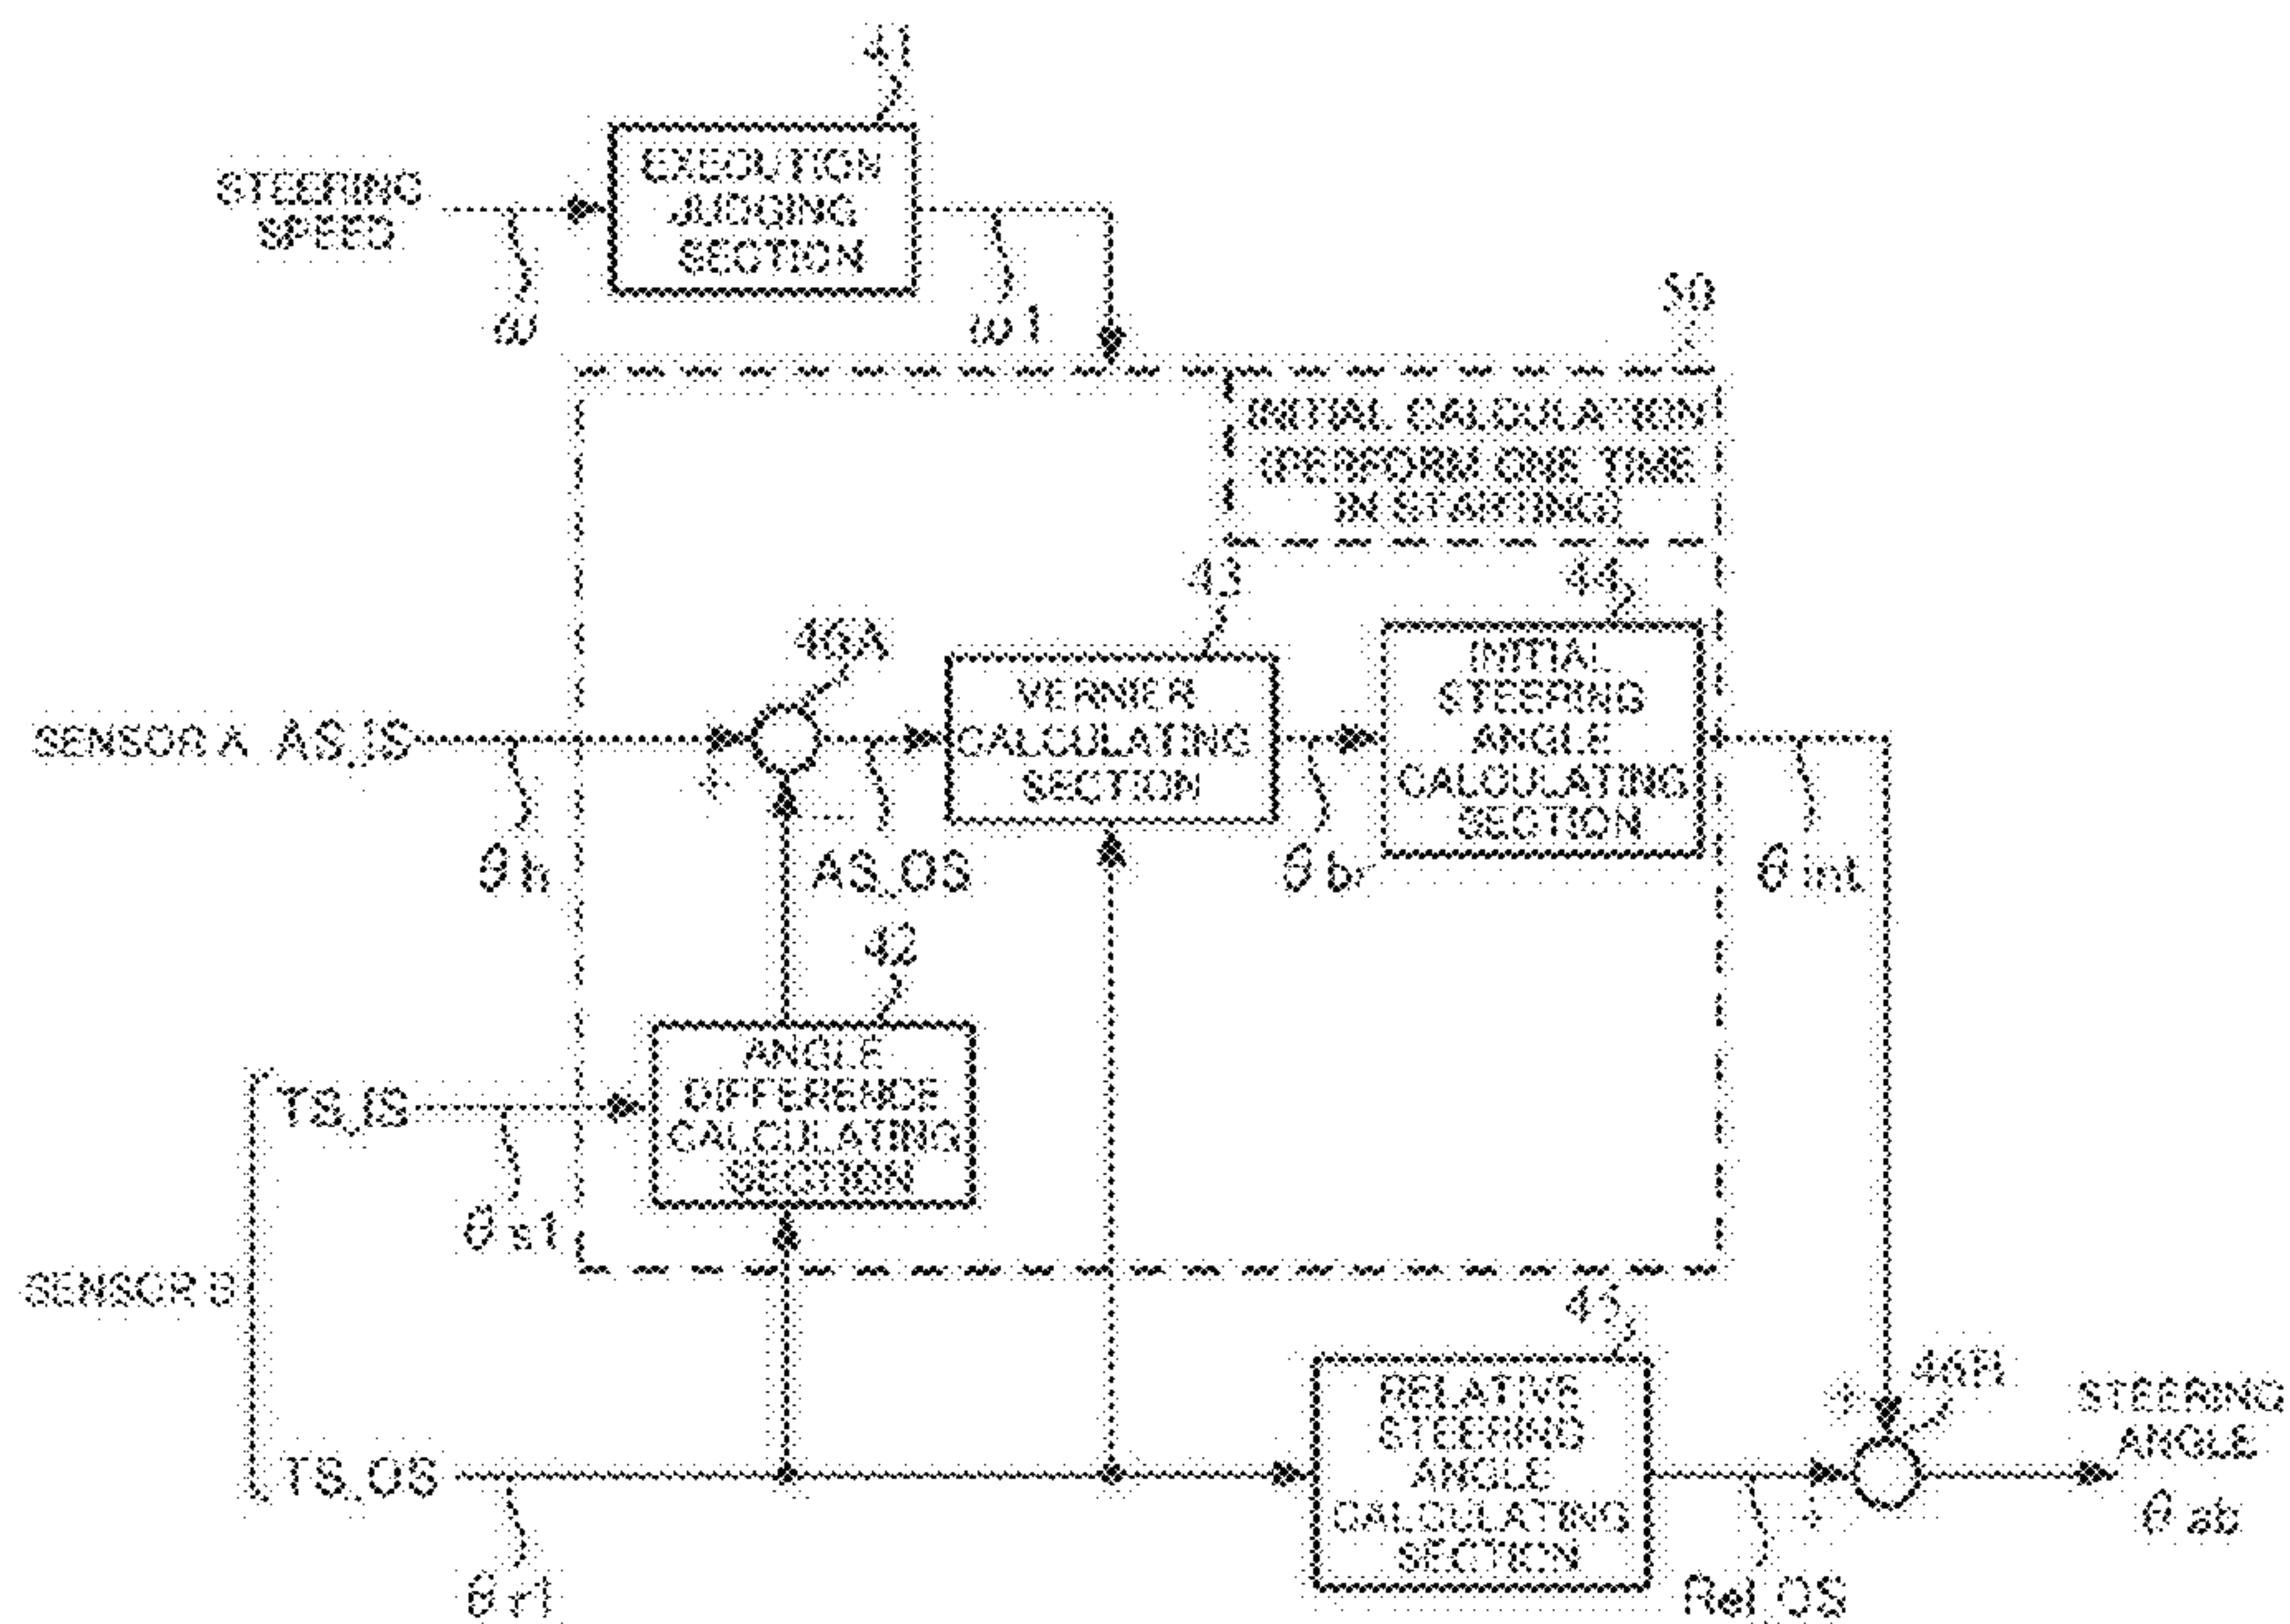 41
STEERING
SPEED
EXECUTION
JUDGING
SECTION
ω
ω1
50
INITIAL CALCULATION
(PERFORM ONE TIME
IN STARTING)
43
44
46A
SENSOR A AS_IS
+
-
VERNIER
CALCULATING
SECTION
INITIAL
STEERING
ANGLE
CALCULATING
SECTION
θh
AS_OS
θbr
θint
42
TS_IS
ANGLE
DIFFERENCE
CALCULATING
SECTION
θs1
SENSOR B
45
TS_OS
RELATIVE
STEERING
ANGLE
CALCULATING
SECTION
+
46B
+
STEERING
ANGLE
θab
θr1
Rel_OS